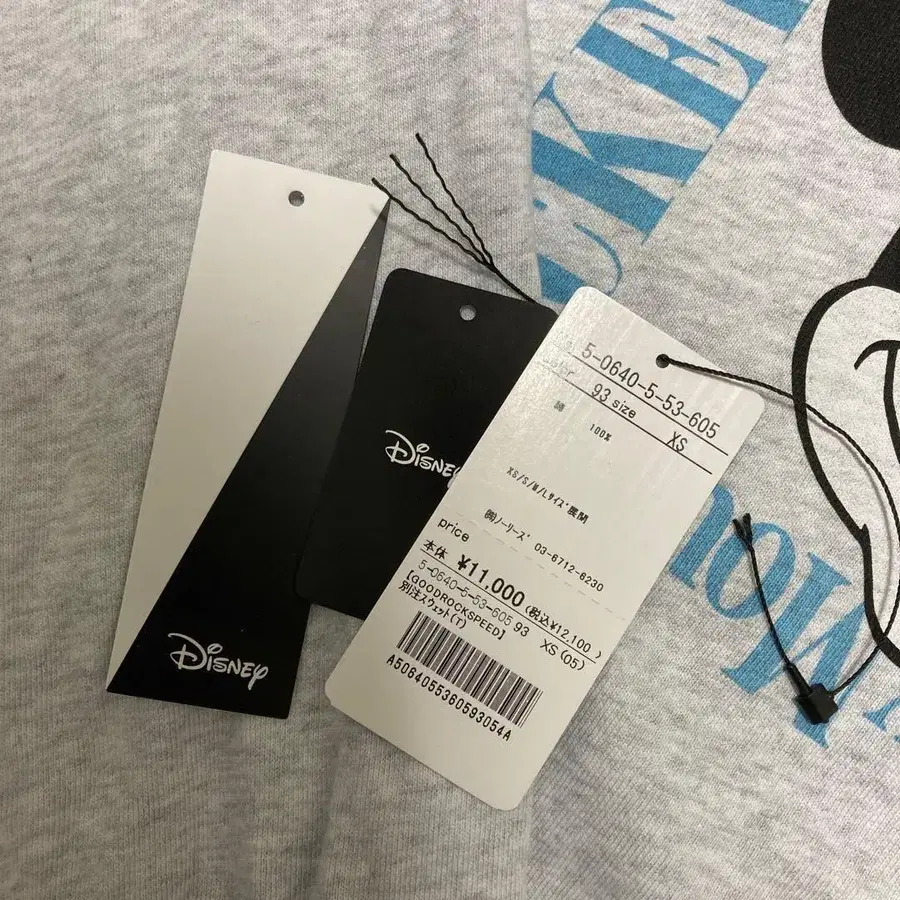 DISNEY
DISNEY
5-0640-5-53-605
93 size XS
綿 100%
XS/S/M/Lサイズ展開
㈱ノーリーズ 03-6712-6230
price
本体 ¥11,000 (税込¥12,100)
5-0640-5-53-605 93 XS(05)
【GOODROCKSPEED】
別注スウェット(T)
A5064055360593054A